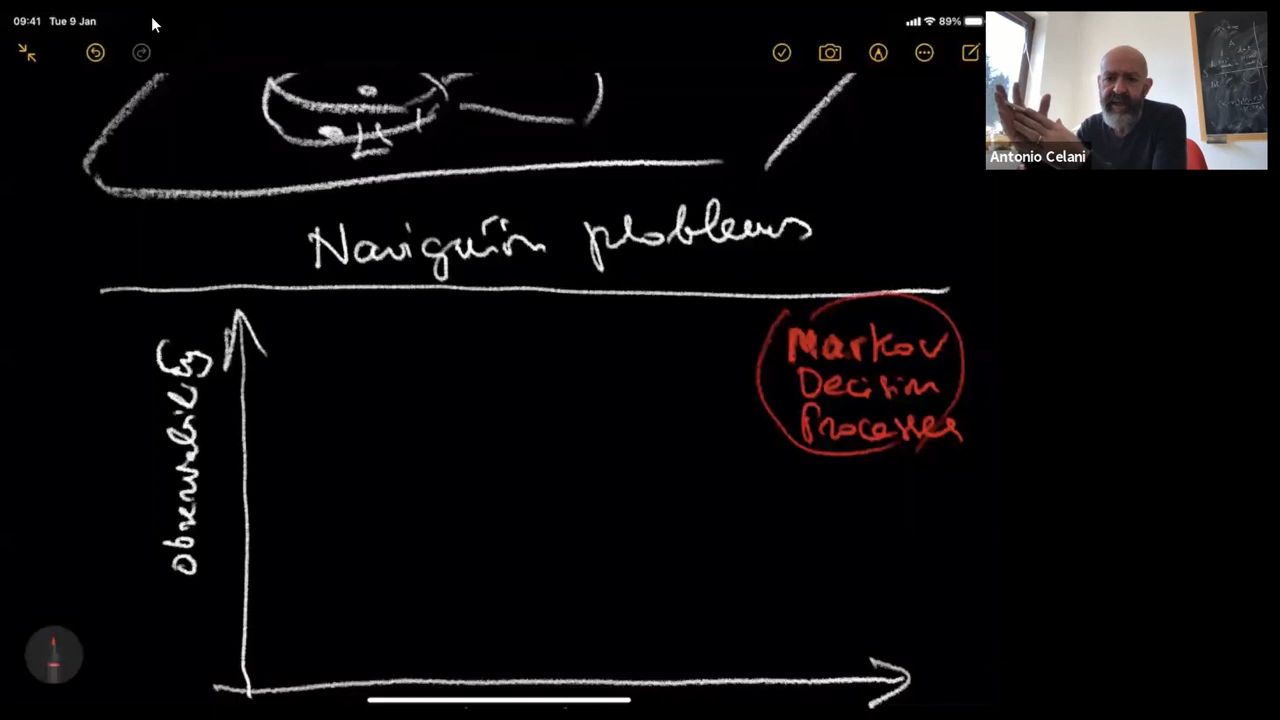 09:41 Tue 9 Jan
89%
Antonio Celani
Navigation problems
Markov
Decision
Processes
observability